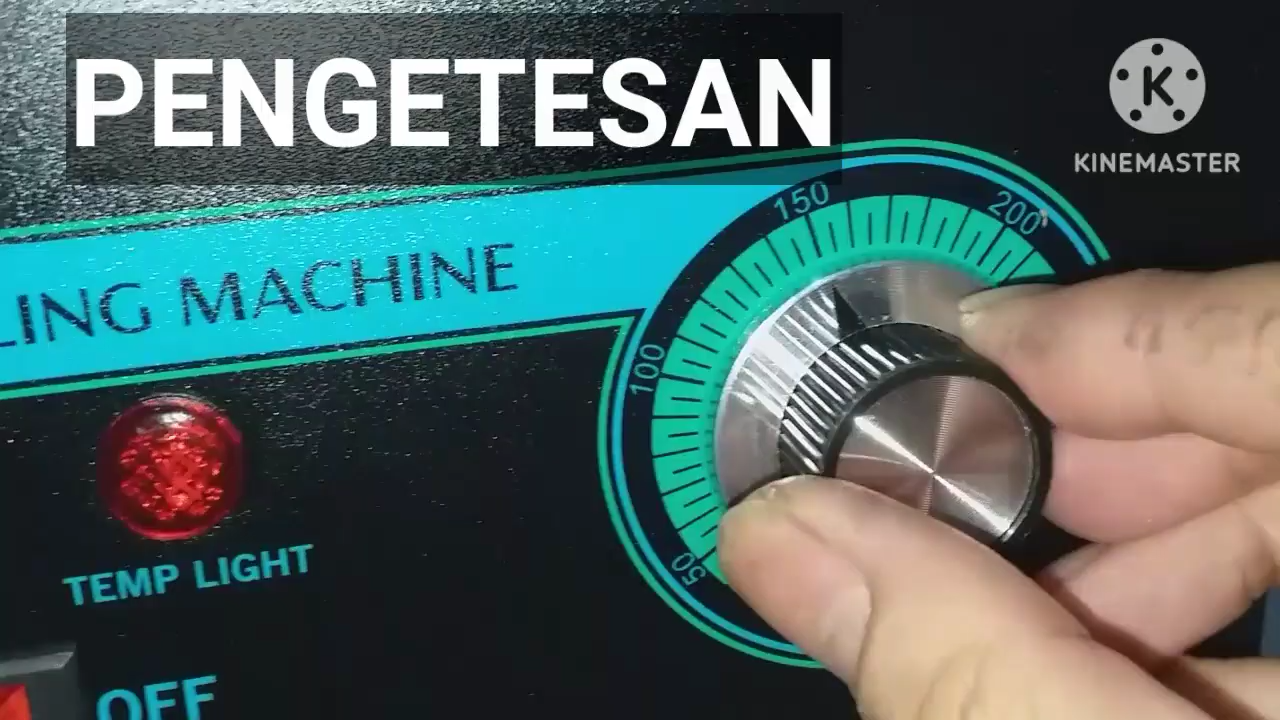 PENGETESAN
K
KINEMASTER
LING MACHINE
150
200
100
50
TEMP LIGHT
OFF